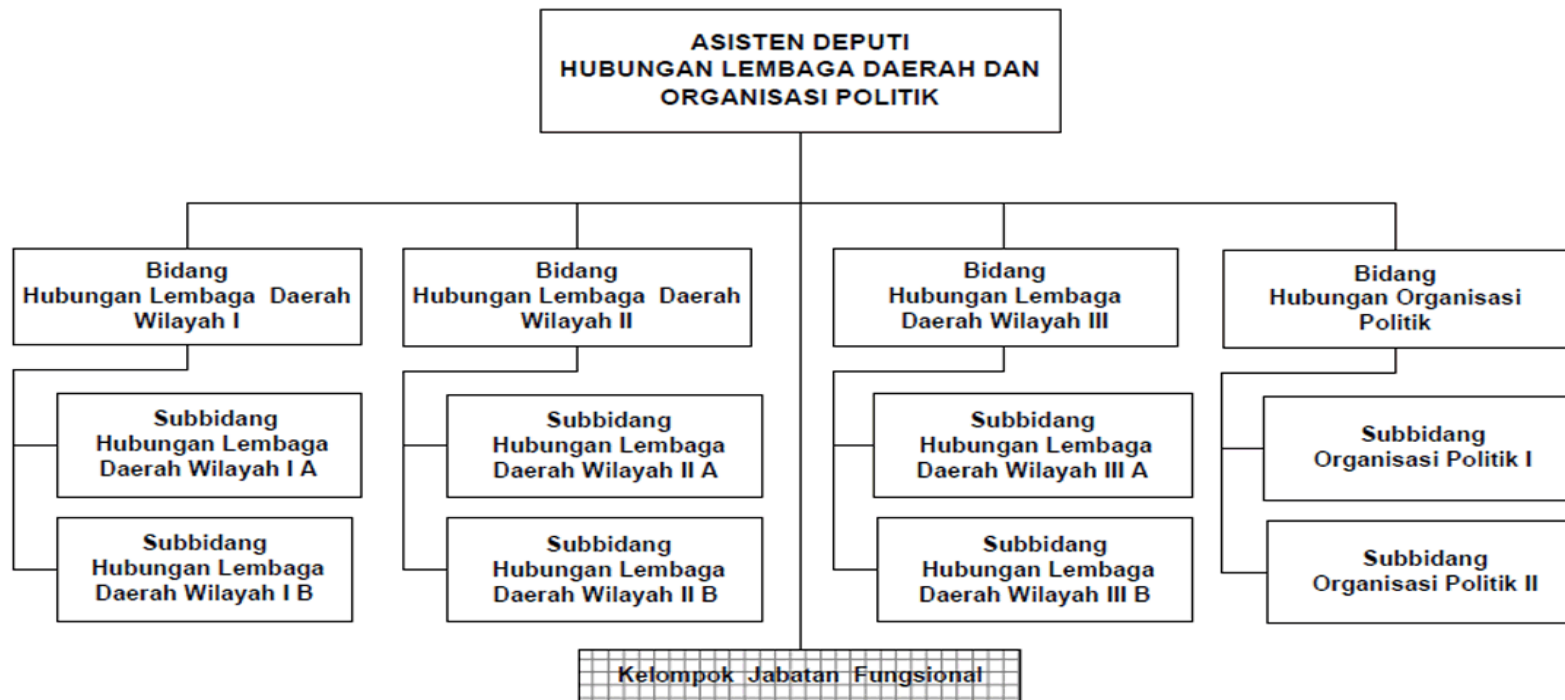 ASISTEN DEPUTI
HUBUNGAN LEMBAGA DAERAH DAN
ORGANISASI POLITIK
Bidang
Hubungan Lembaga Daerah
Wilayah I
Bidang
Hubungan Lembaga Daerah
Wilayah II
Bidang
Hubungan Lembaga
Daerah Wilayah III
Bidang
Hubungan Organisasi
Politik
Subbidang
Hubungan Lembaga
Daerah Wilayah I A
Subbidang
Hubungan Lembaga
Daerah Wilayah II A
Subbidang
Hubungan Lembaga
Daerah Wilayah III A
Subbidang
Organisasi Politik I
Subbidang
Hubungan Lembaga
Daerah Wilayah I B
Subbidang
Hubungan Lembaga
Daerah Wilayah II B
Subbidang
Hubungan Lembaga
Daerah Wilayah III B
Subbidang
Organisasi Politik II
Kelompok Jabatan Fungsional